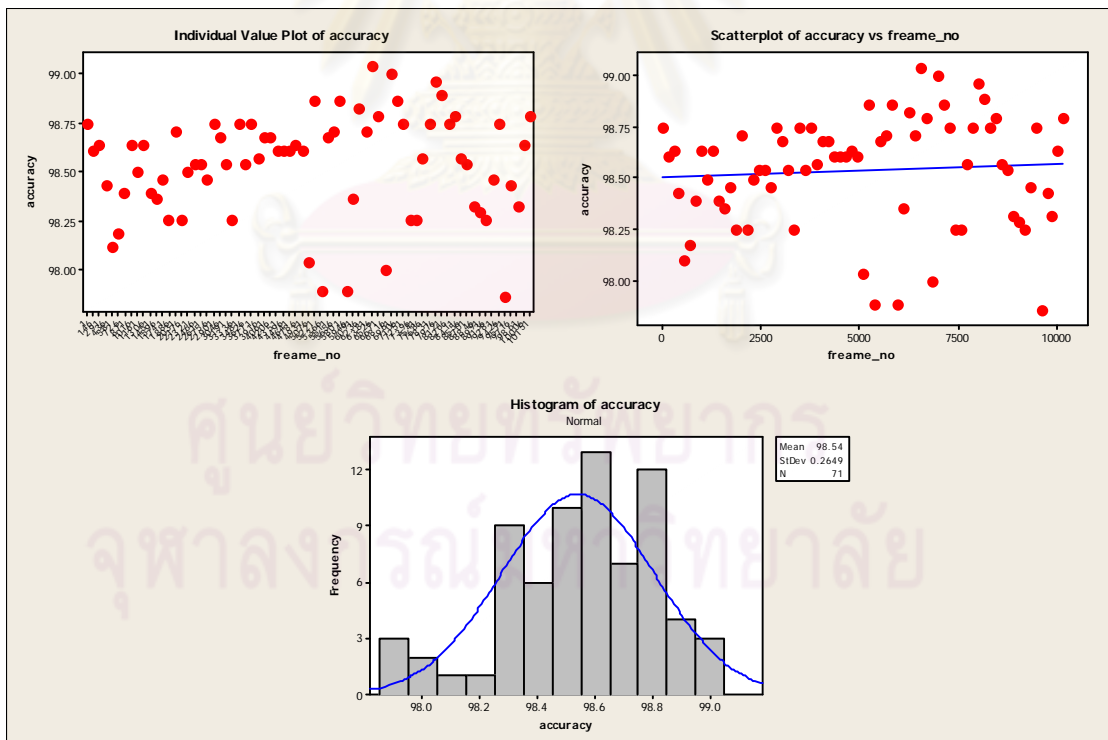 Individual Value Plot of accuracy
accuracy
99.00
98.75
98.50
98.25
98.00
freame_no
Scatterplot of accuracy vs freame_no
accuracy
99.00
98.75
98.50
98.25
98.00
0 2500 5000 7500 10000
freame_no
Histogram of accuracy
Normal
Mean 98.54
StDev 0.2649
N 71
Frequency
12
9
6
3
0
98.0 98.2 98.4 98.6 98.8 99.0
accuracy
ศูนย์วิทยทรัพยากร
จุฬาลงกรณ์มหาวิทยาลัย